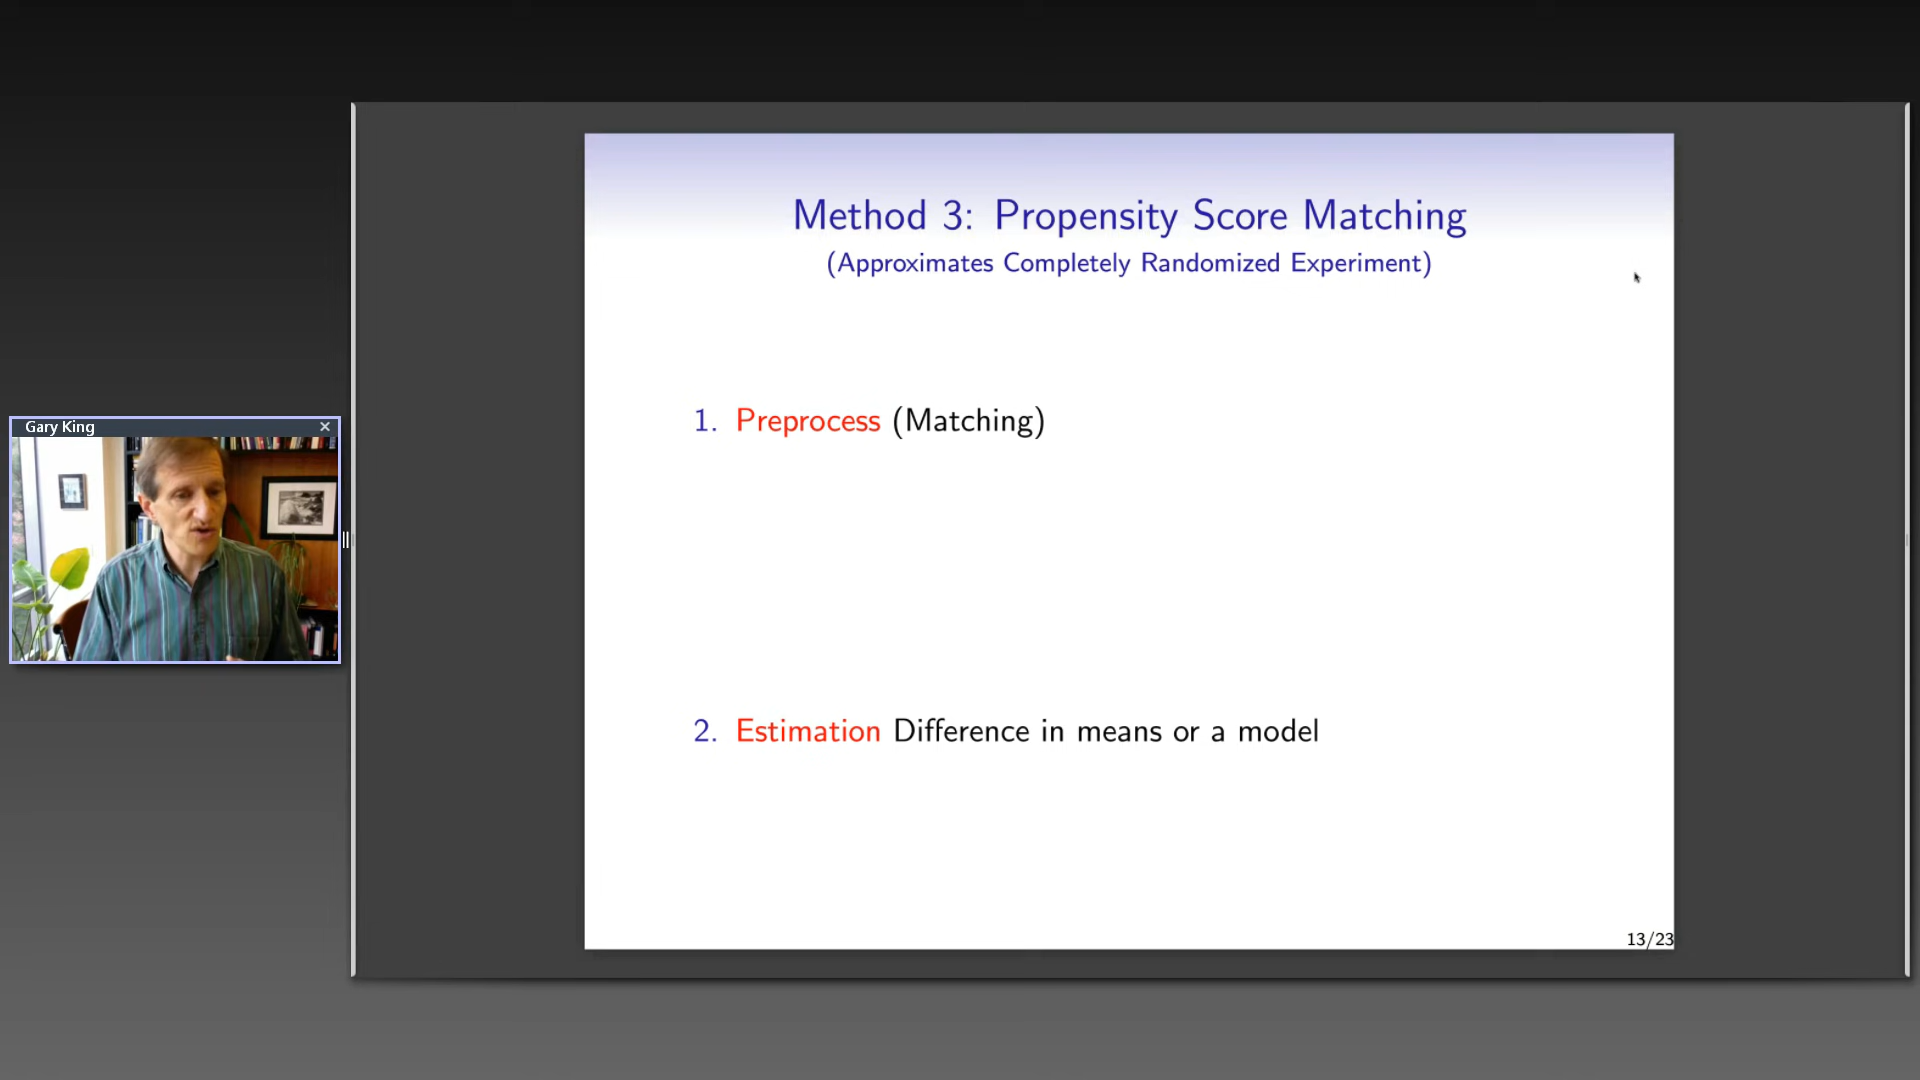 Method 3: Propensity Score Matching
(Approximates Completely Randomized Experiment)
Gary King
1. Preprocess (Matching)
2. Estimation Difference in means or a model
13/23